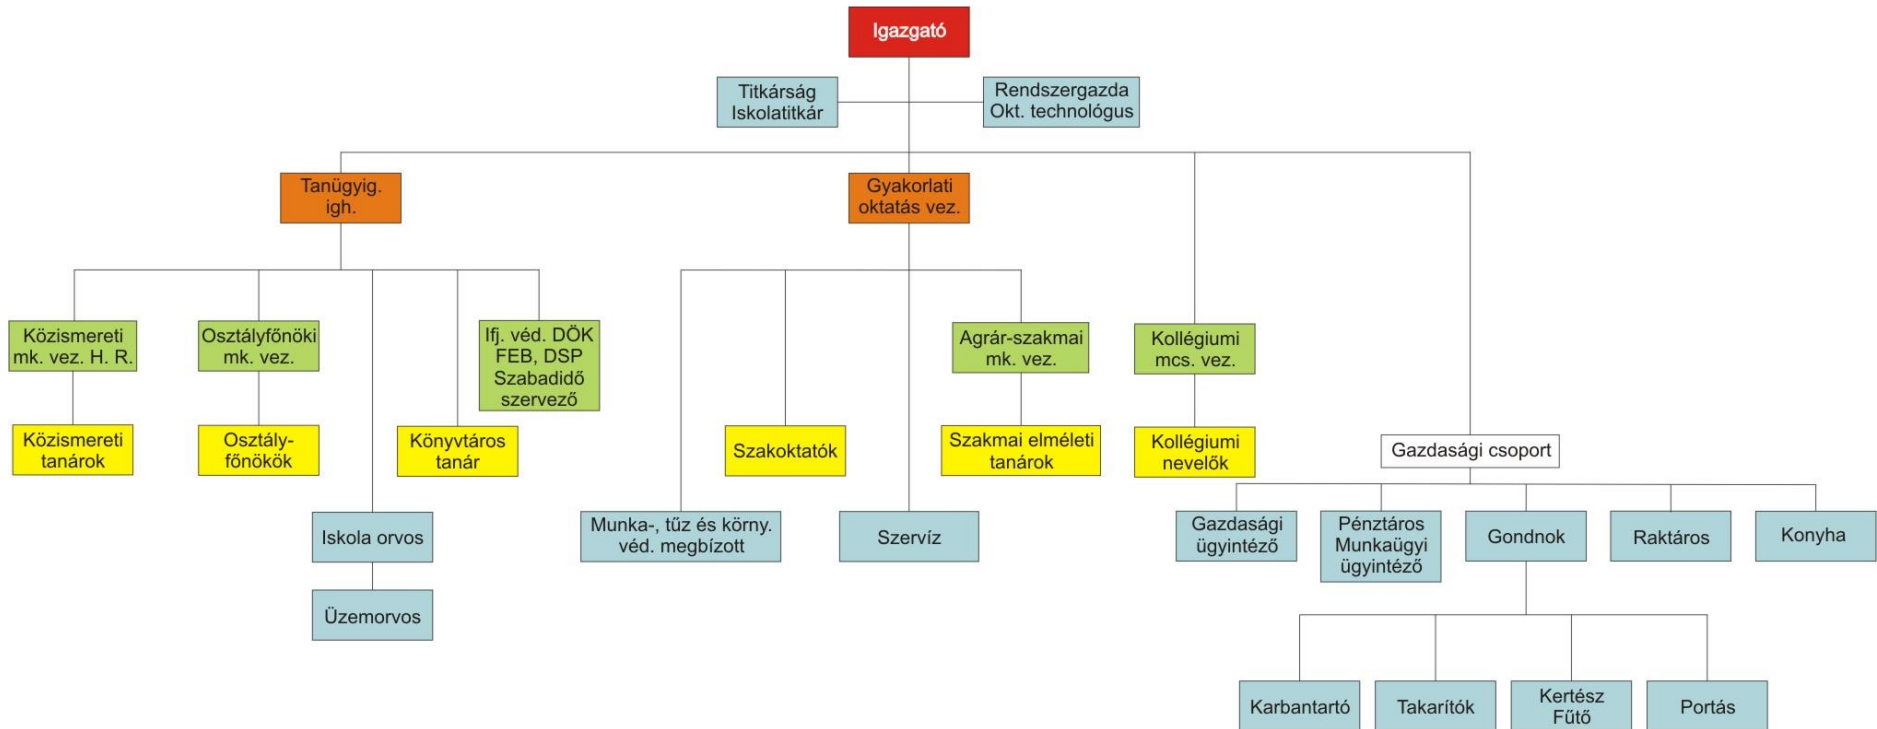 Igazgató
Titkárság
Iskolatitkár
Rendszergazda
Okt. technológus
Tanügyig.
igh.
Gyakorlati
oktatás vez.
Közismereti
mk. vez. H. R.
Osztályfőnöki
mk. vez.
Ifj. véd. DÖK
FEB, DSP
Szabadidő
szervező
Agrár-szakmai
mk. vez.
Kollégiumi
mcs. vez.
Közismereti
tanárok
Osztály-
főnökök
Könyvtáros
tanár
Szakoktatók
Szakmai elméleti
tanárok
Kollégiumi
nevelők
Gazdasági csoport
Iskola orvos
Munka-, tűz és körny.
véd. megbízott
Szervíz
Gazdasági
ügyintéző
Pénztáros
Munkaügyi
ügyintéző
Gondnok
Raktáros
Konyha
Üzemorvos
Karbantartó
Takarítók
Kertész
Fűtő
Portás